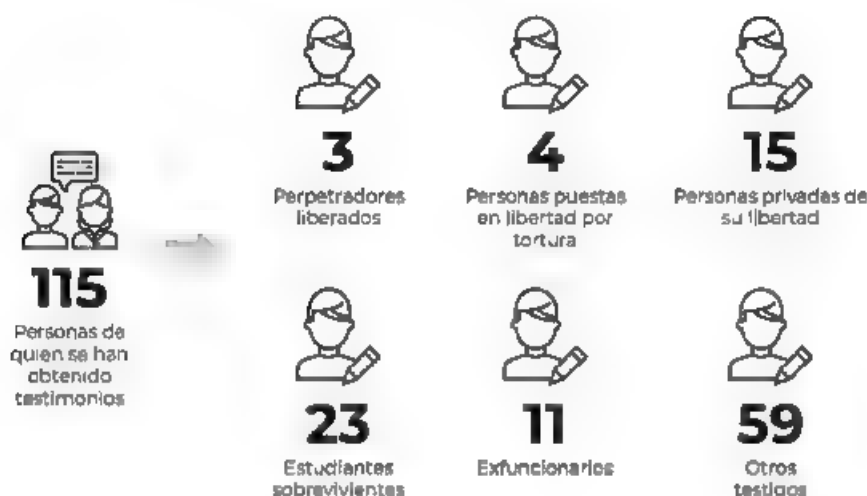 3
Perpetradores
liberados
4
Personas puestas
en libertad por
tortura
15
Personas privadas de
su libertad
115
Personas de
quien se han
obtenido
testimonios
23
Estudiantes
sobrevivientes
11
Exfuncionarios
59
Otros
testigos